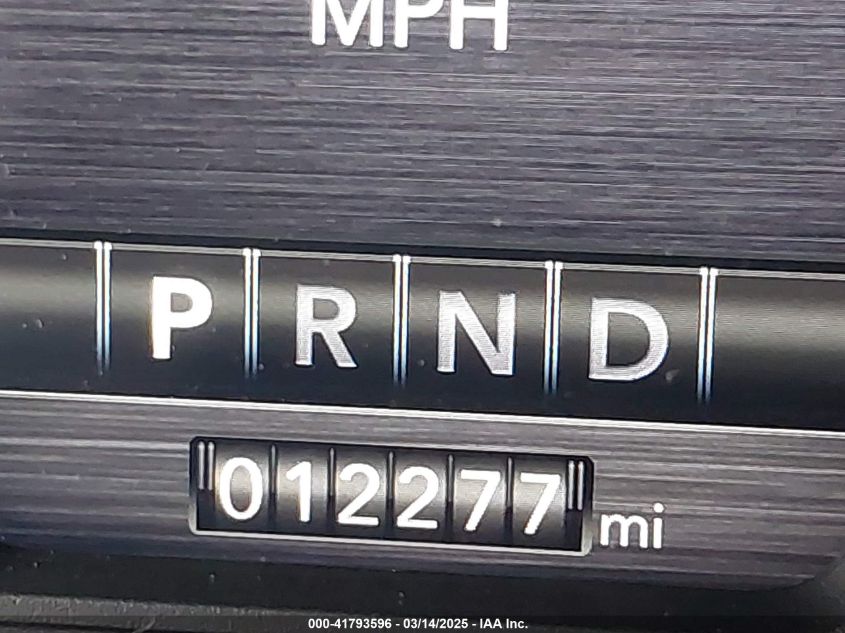 MPH
P R N D
012277 mi
000-41793596 - 03/14/2025 - IAA Inc.